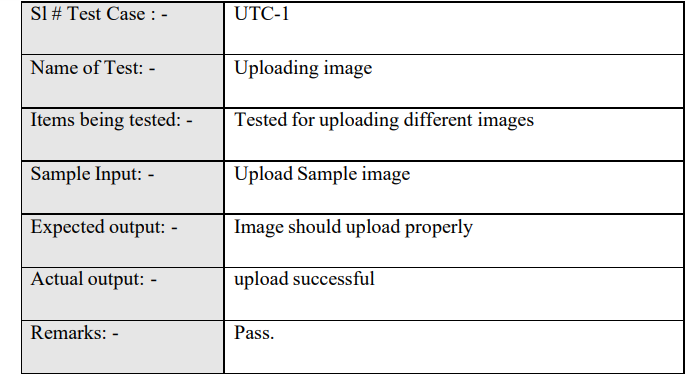 Sl # Test Case : - UTC-1
Name of Test: - Uploading image
Items being tested: - Tested for uploading different images
Sample Input: - Upload Sample image
Expected output: - Image should upload properly
Actual output: - upload successful
Remarks: - Pass.